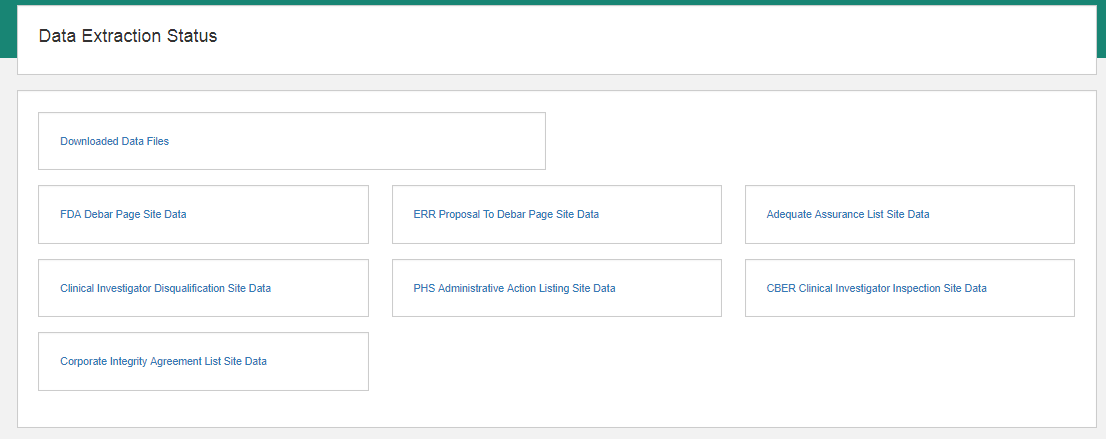 Data Extraction Status
Downloaded Data Files
FDA Debar Page Site Data
ERR Proposal To Debar Page Site Data
Adequate Assurance List Site Data
Clinical Investigator Disqualification Site Data
PHS Administrative Action Listing Site Data
CBER Clinical Investigator Inspection Site Data
Corporate Integrity Agreement List Site Data